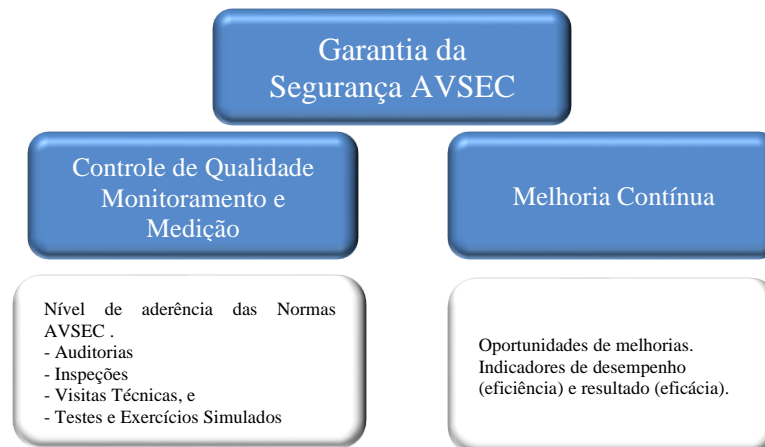 Garantia da
Segurança AVSEC
Controle de Qualidade
Monitoramento e
Medição
Melhoria Contínua
Nível de aderência das Normas
AVSEC .
- Auditorias
- Inspeções
- Visitas Técnicas, e
- Testes e Exercícios Simulados
Oportunidades de melhorias.
Indicadores de desempenho
(eficiência) e resultado (eficácia).